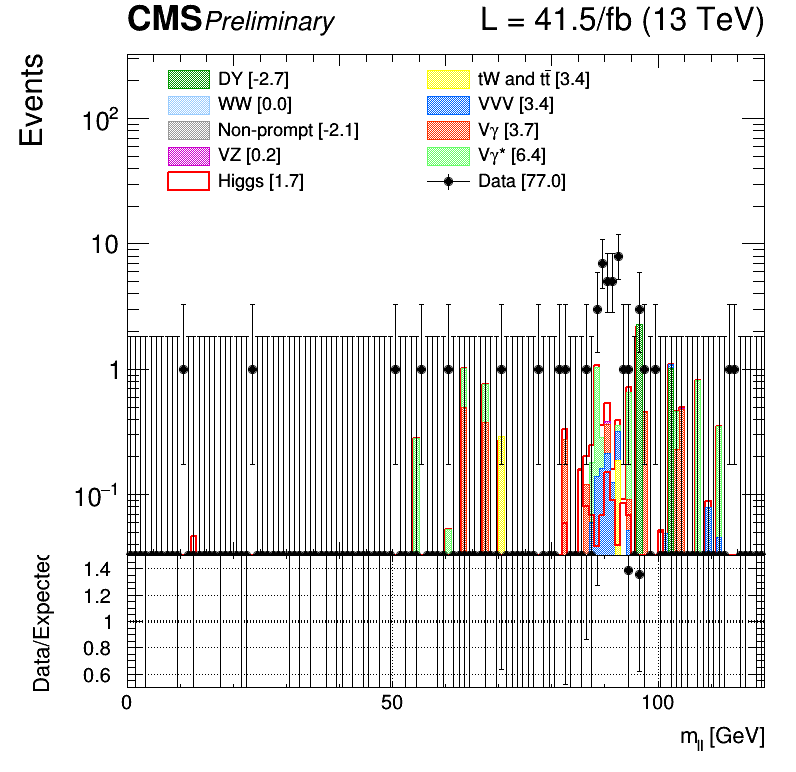 CMS Preliminary L = 41.5/fb (13 TeV)
Events
DY [-2.7]
WW [0.0]
Non-prompt [-2.1]
VZ [0.2]
Higgs [1.7]
tW and tt̄ [3.4]
VVV [3.4]
Vγ [3.7]
Vγ* [6.4]
Data [77.0]
10²
10
1
10⁻¹
Data/Expected
1.4
1.2
1
0.8
0.6
0 50 100
m_ll [GeV]